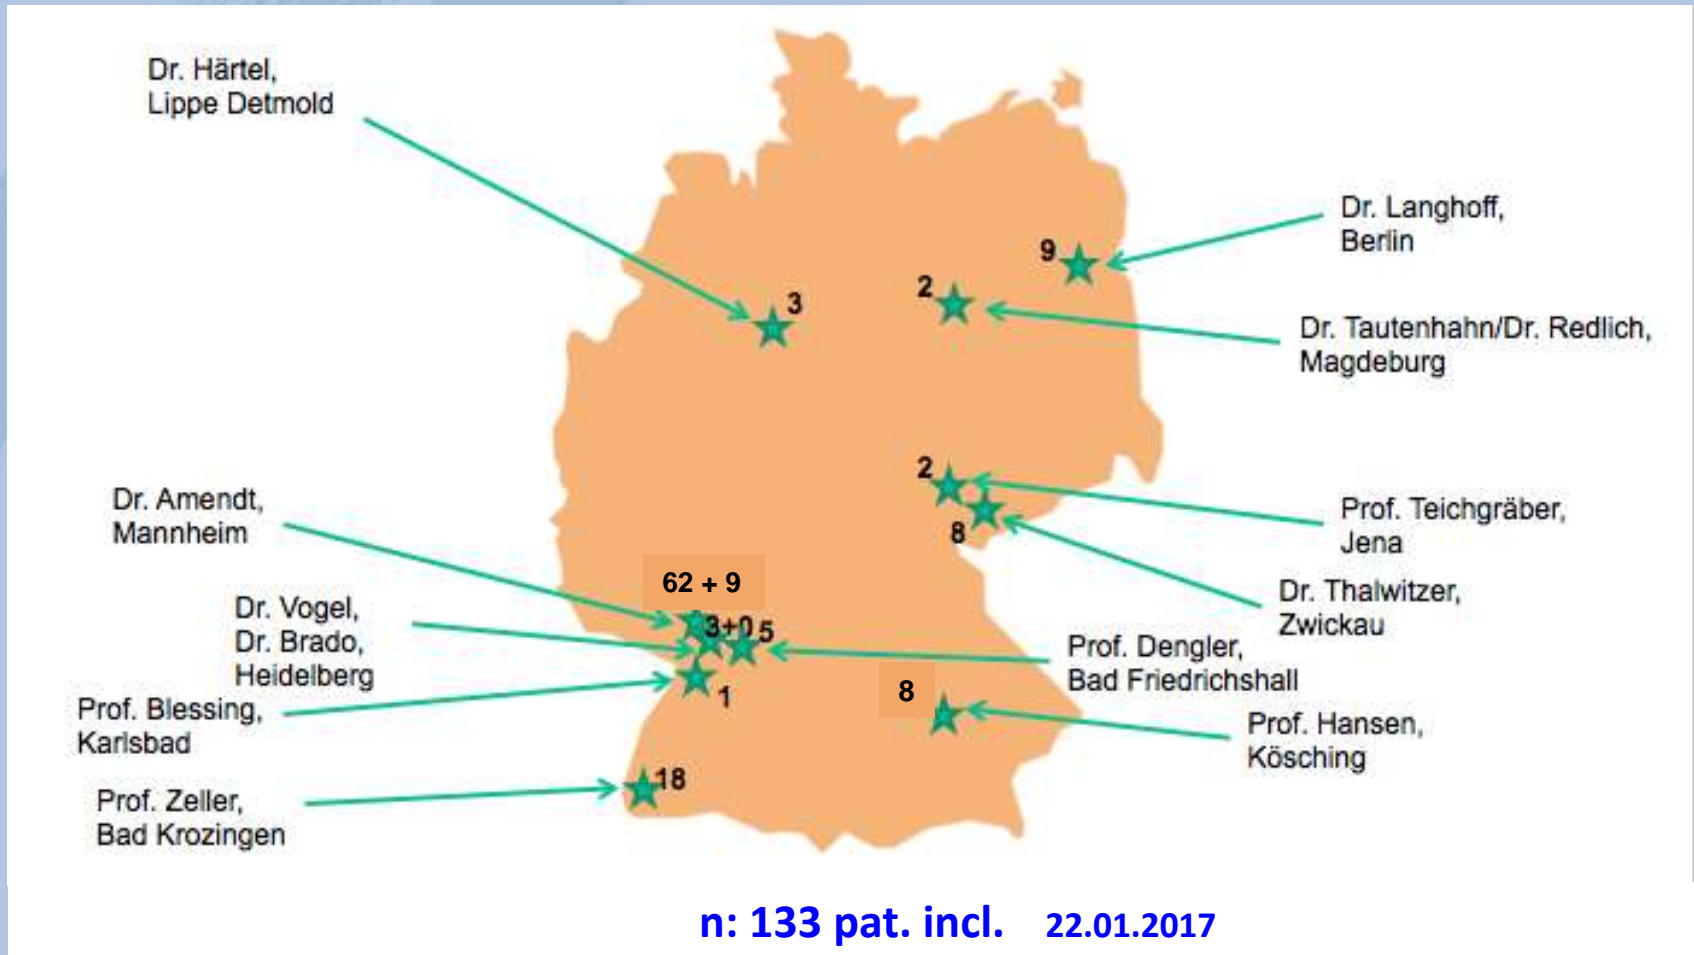 Dr. Härtel,
Lippe Detmold
Dr. Langhoff,
Berlin
9
2
3
Dr. Tautenhahn/Dr. Redlich,
Magdeburg
2
Dr. Amendt,
Mannheim
Prof. Teichgräber,
Jena
8
62 + 9
Dr. Thalwitzer,
Zwickau
Dr. Vogel,
Dr. Brado,
Heidelberg
3+0
5
Prof. Dengler,
Bad Friedrichshall
Prof. Blessing,
Karlsbad
1
8
Prof. Hansen,
Kösching
18
Prof. Zeller,
Bad Krozingen
n: 133 pat. incl. 22.01.2017